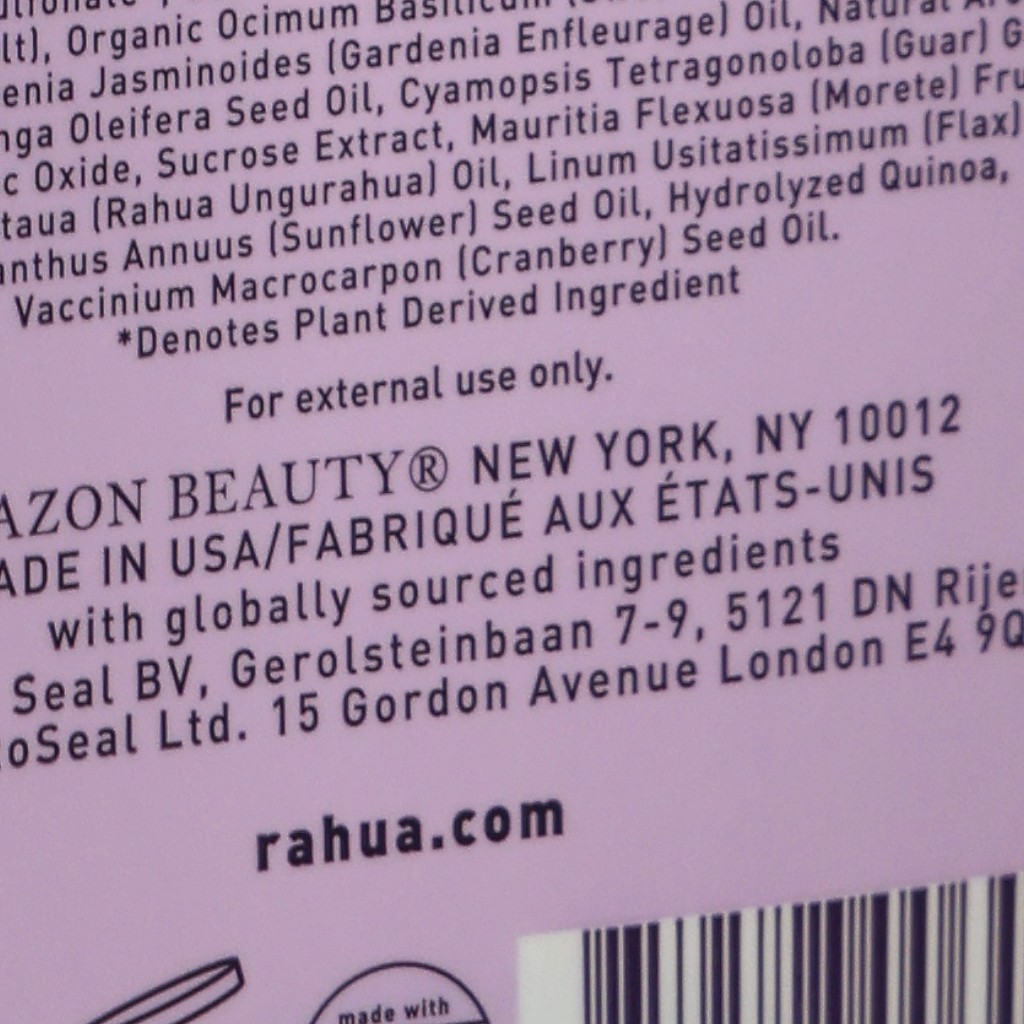 lt), Organic Ocimum Basilicum
enia Jasminoides (Gardenia Enfleurage) Oil, Natural
nga Oleifera Seed Oil, Cyamopsis Tetragonoloba (Guar) G
c Oxide, Sucrose Extract, Mauritia Flexuosa (Morete) Fru
taua (Rahua Ungurahua) Oil, Linum Usitatissimum (Flax)
anthus Annuus (Sunflower) Seed Oil, Hydrolyzed Quinoa,
Vaccinium Macrocarpon (Cranberry) Seed Oil.
*Denotes Plant Derived Ingredient
For external use only.
AZON BEAUTY® NEW YORK, NY 10012
ADE IN USA/FABRIQUÉ AUX ÉTATS-UNIS
with globally sourced ingredients
Seal BV, Gerolsteinbaan 7-9, 5121 DN Rije
oSeal Ltd. 15 Gordon Avenue London E4 9Q
rahua.com
made with